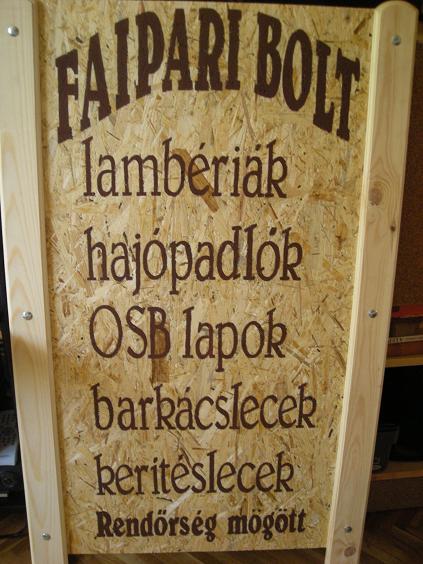 FAIPARI BOLT
lambériák
hajópadlók
OSB lapok
barkácslecek
kerítéslecek
Rendőrség mögött